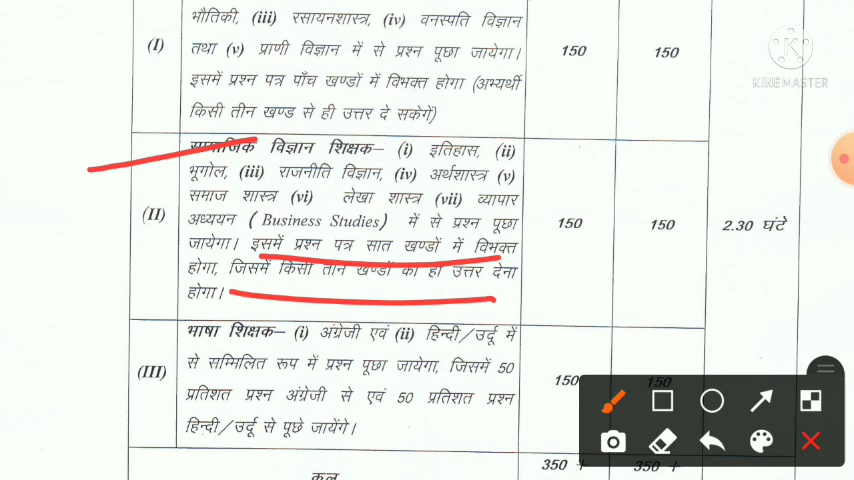 भौतिकी, (iii) रसायनशास्त्र, (iv) वनस्पति विज्ञान
(I) तथा (v) प्राणी विज्ञान में से प्रश्न पूछा जायेगा। 150 150
इसमें प्रश्न पत्र पाँच खण्डों में विभक्त होगा (अभ्यर्थी
किसी तीन खण्ड से ही उत्तर दे सकेगें)
KINEMASTER
सामाजिक विज्ञान शिक्षक– (i) इतिहास, (ii)
भूगोल, (iii) राजनीति विज्ञान, (iv) अर्थशास्त्र (v)
समाज शास्त्र (vi) लेखा शास्त्र (vii) व्यापार
(II) अध्ययन ( Business Studies) में से प्रश्न पूछा 150 150 2.30 घंटे
जायेगा। इसमें प्रश्न पत्र सात खण्डों में विभक्त
होगा, जिसमें किसी तीन खण्डों का ही उत्तर देना
होगा।
भाषा शिक्षक– (i) अंग्रेजी एवं (ii) हिन्दी/उर्दू में
से सम्मिलित रूप में प्रश्न पूछा जायेगा, जिसमें 50
(III) प्रतिशत प्रश्न अंग्रेजी से एवं 50 प्रतिशत प्रश्न 150 150
हिन्दी/उर्दू से पूछे जायेंगे।
कुल 350 + 350 +